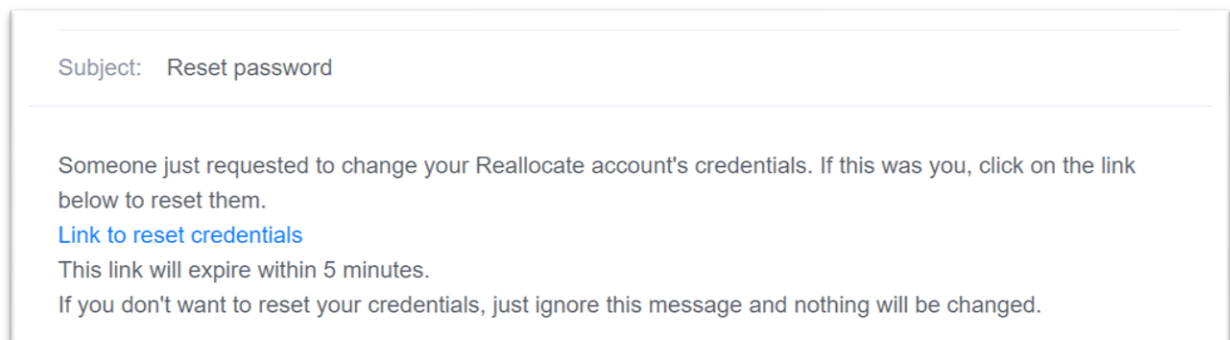 Subject: Reset password
Someone just requested to change your Reallocate account's credentials. If this was you, click on the link
below to reset them.
Link to reset credentials
This link will expire within 5 minutes.
If you don't want to reset your credentials, just ignore this message and nothing will be changed.